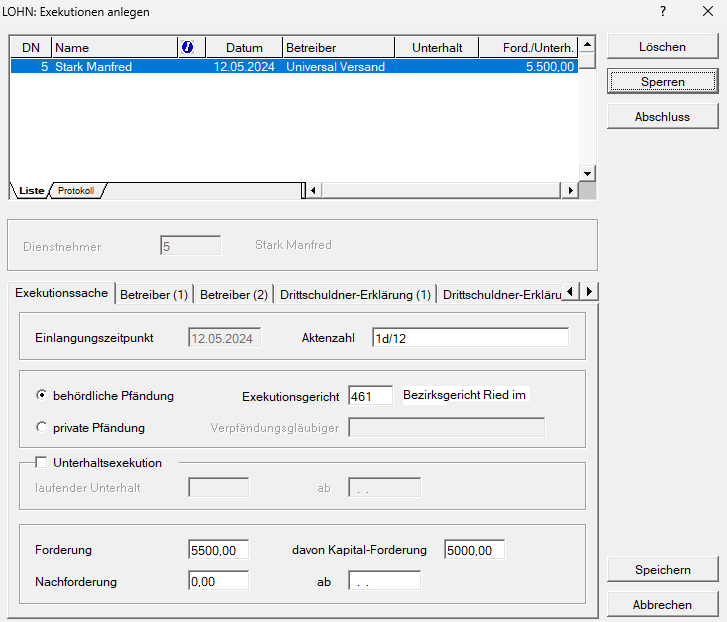 LOHN: Exekutionen anlegen ? ×
DN Name Datum Betreiber Unterhalt Ford./Unterh.
5 Stark Manfred 12.05.2024 Universal Versand 5.500,00
Löschen
Sperren
Abschluss
Liste Protokoll
Dienstnehmer 5 Stark Manfred
Exekutionssache Betreiber (1) Betreiber (2) Drittschuldner-Erklärung (1) Drittschuldner-Erkläru
Einlangungszeitpunkt 12.05.2024 Aktenzahl 1d/12
behördliche Pfändung Exekutionsgericht 461 Bezirksgericht Ried im
private Pfändung Verpfändungsgläubiger
Unterhaltsexekution
laufender Unterhalt ab . .
Forderung 5500,00 davon Kapital-Forderung 5000,00
Nachforderung 0,00 ab . .
Speichern
Abbrechen